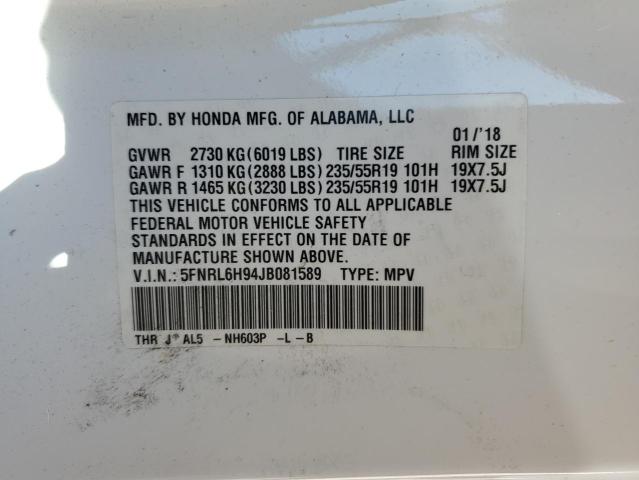 MFD. BY HONDA MFG. OF ALABAMA, LLC
01/'18
GVWR 2730 KG(6019 LBS) TIRE SIZE RIM SIZE
GAWR F 1310 KG(2888 LBS)235/55R19 101H 19X7.5J
GAWR R 1465 KG(3230 LBS)235/55R19 101H 19X7.5J
THIS VEHICLE CONFORMS TO ALL APPLICABLE
FEDERAL MOTOR VEHICLE SAFETY
STANDARDS IN EFFECT ON THE DATE OF
MANUFACTURE SHOWN ABOVE.
V.I.N.:5FNRL6H94JB081589 TYPE: MPV
THR J* AL5 -NH603P -L-B